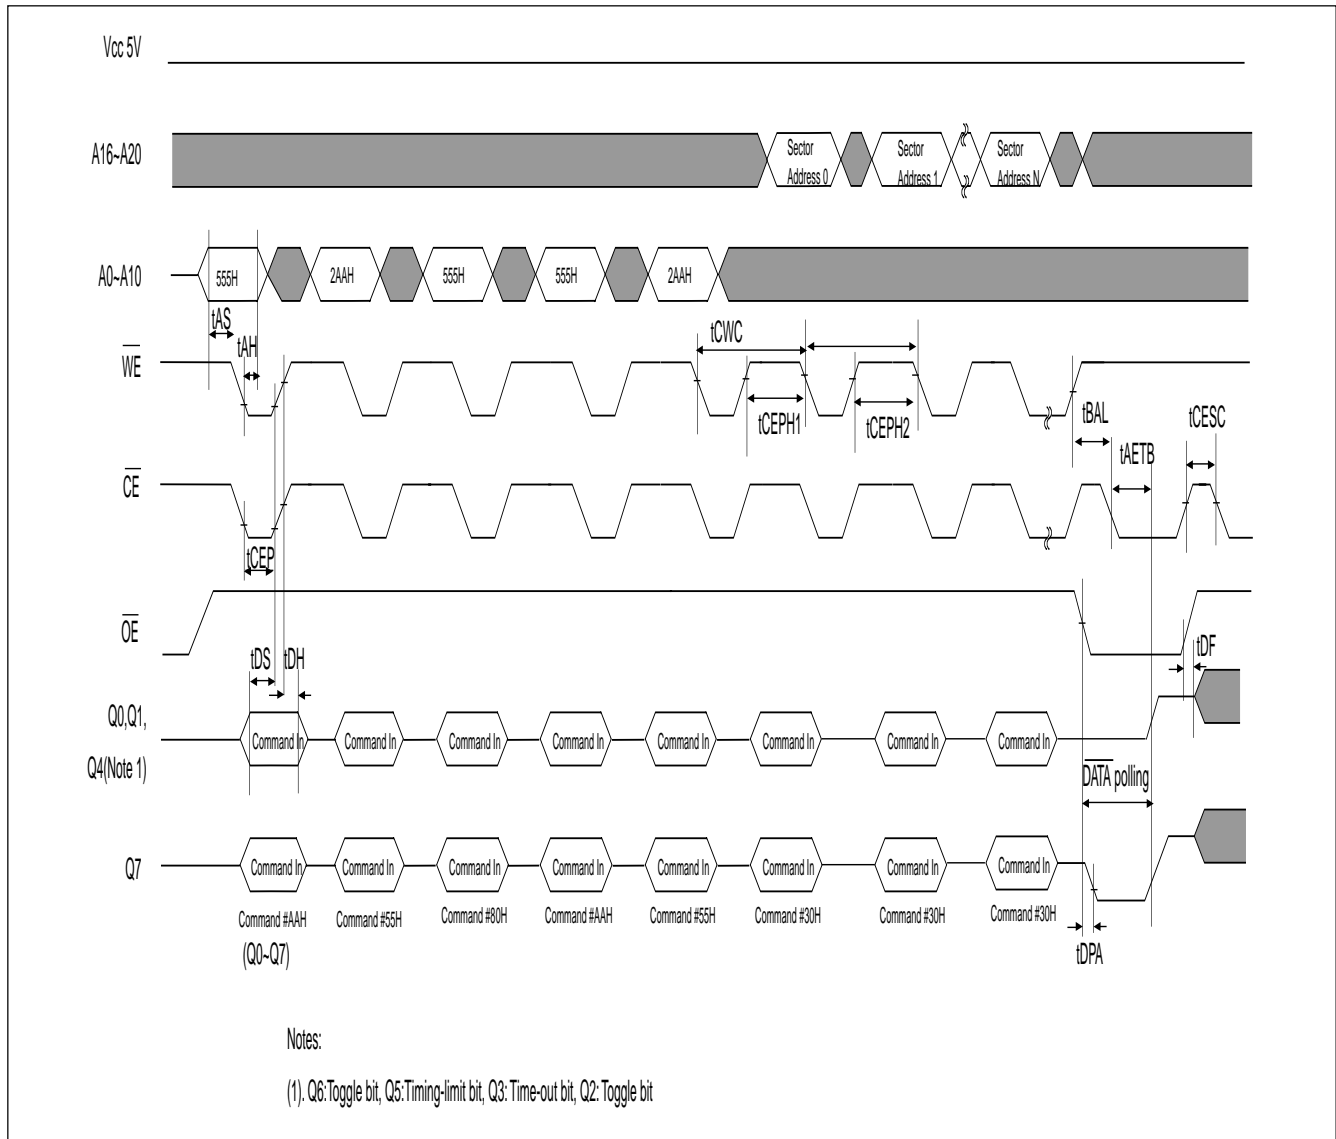 Vcc 5V
A16~A20
Sector
Address 0
Sector
Address 1
Sector
Address N
A0~A10
555H
2AAH
555H
555H
2AAH
tAS
tAH
tCWC
WE
tCEPH1
tCEPH2
tBAL
tCESC
tAETB
CE
tCEP
OE
tDS
tDH
tDF
Q0,Q1,
Q4(Note 1)
Command In
Command In
Command In
Command In
Command In
Command In
Command In
Command In
DATA polling
Q7
Command In
Command In
Command In
Command In
Command In
Command In
Command In
Command In
Command #AAH
Command #55H
Command #80H
Command #AAH
Command #55H
Command #30H
Command #30H
Command #30H
(Q0~Q7)
tDPA
Notes:
(1). Q6:Toggle bit, Q5:Timing-limit bit, Q3: Time-out bit, Q2: Toggle bit